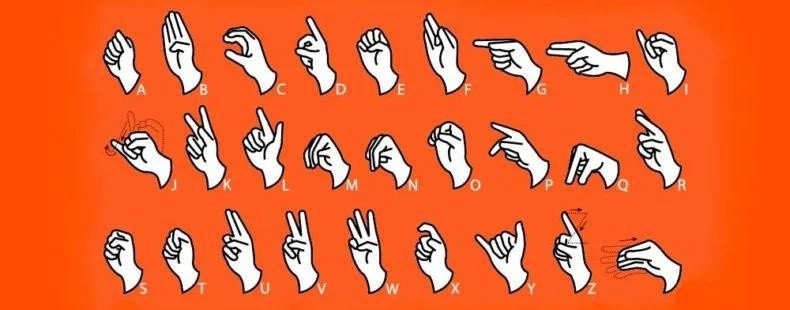 A B C D E F G H I
J K L M N O P Q R
S T U V W X Y Z